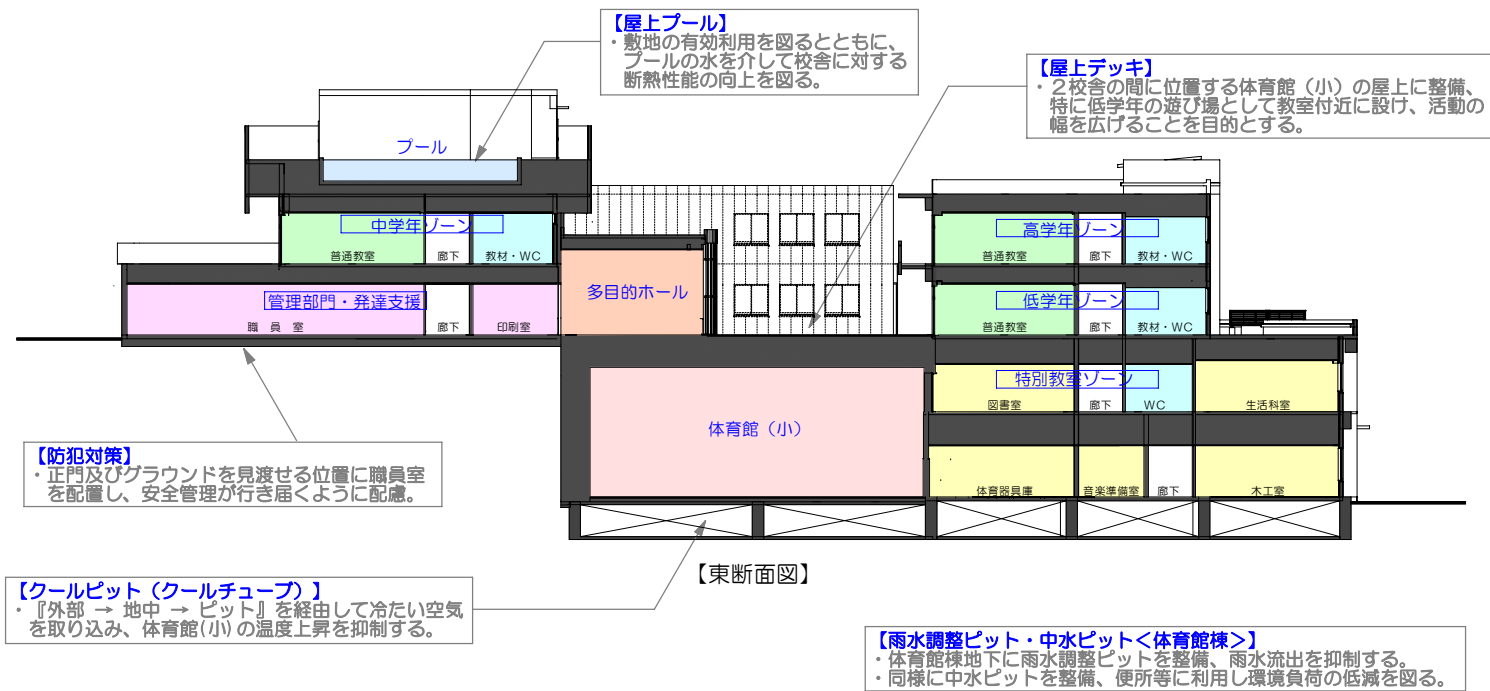 【屋上プール】
・敷地の有効利用を図るとともに、
プールの水を介して校舎に対する
断熱性能の向上を図る。
【屋上デッキ】
・２校舎の間に位置する体育館（小）の屋上に整備、
特に低学年の遊び場として教室付近に設け、活動の
幅を広げることを目的とする。
プール
中学年ゾーン
普通教室 廊下 教材・WC
高学年ゾーン
普通教室 廊下 教材・WC
多目的ホール
管理部門・発達支援
職 員 室 廊下 印刷室
低学年ゾーン
普通教室 廊下 教材・WC
特別教室ゾーン
図書室 廊下 WC 生活科室
体育館（小）
体育器具庫 音楽準備室 廊下 木工室
【防犯対策】
・正門及びグラウンドを見渡せる位置に職員室
を配置し、安全管理が行き届くように配慮。
【東断面図】
【クールピット（クールチューブ）】
・『外部 → 地中 → ピット』を経由して冷たい空気
を取り込み、体育館(小)の温度上昇を抑制する。
【雨水調整ピット・中水ピット＜体育館棟＞】
・体育館棟地下に雨水調整ピットを整備、雨水流出を抑制する。
・同様に中水ピットを整備、便所等に利用し環境負荷の低減を図る。